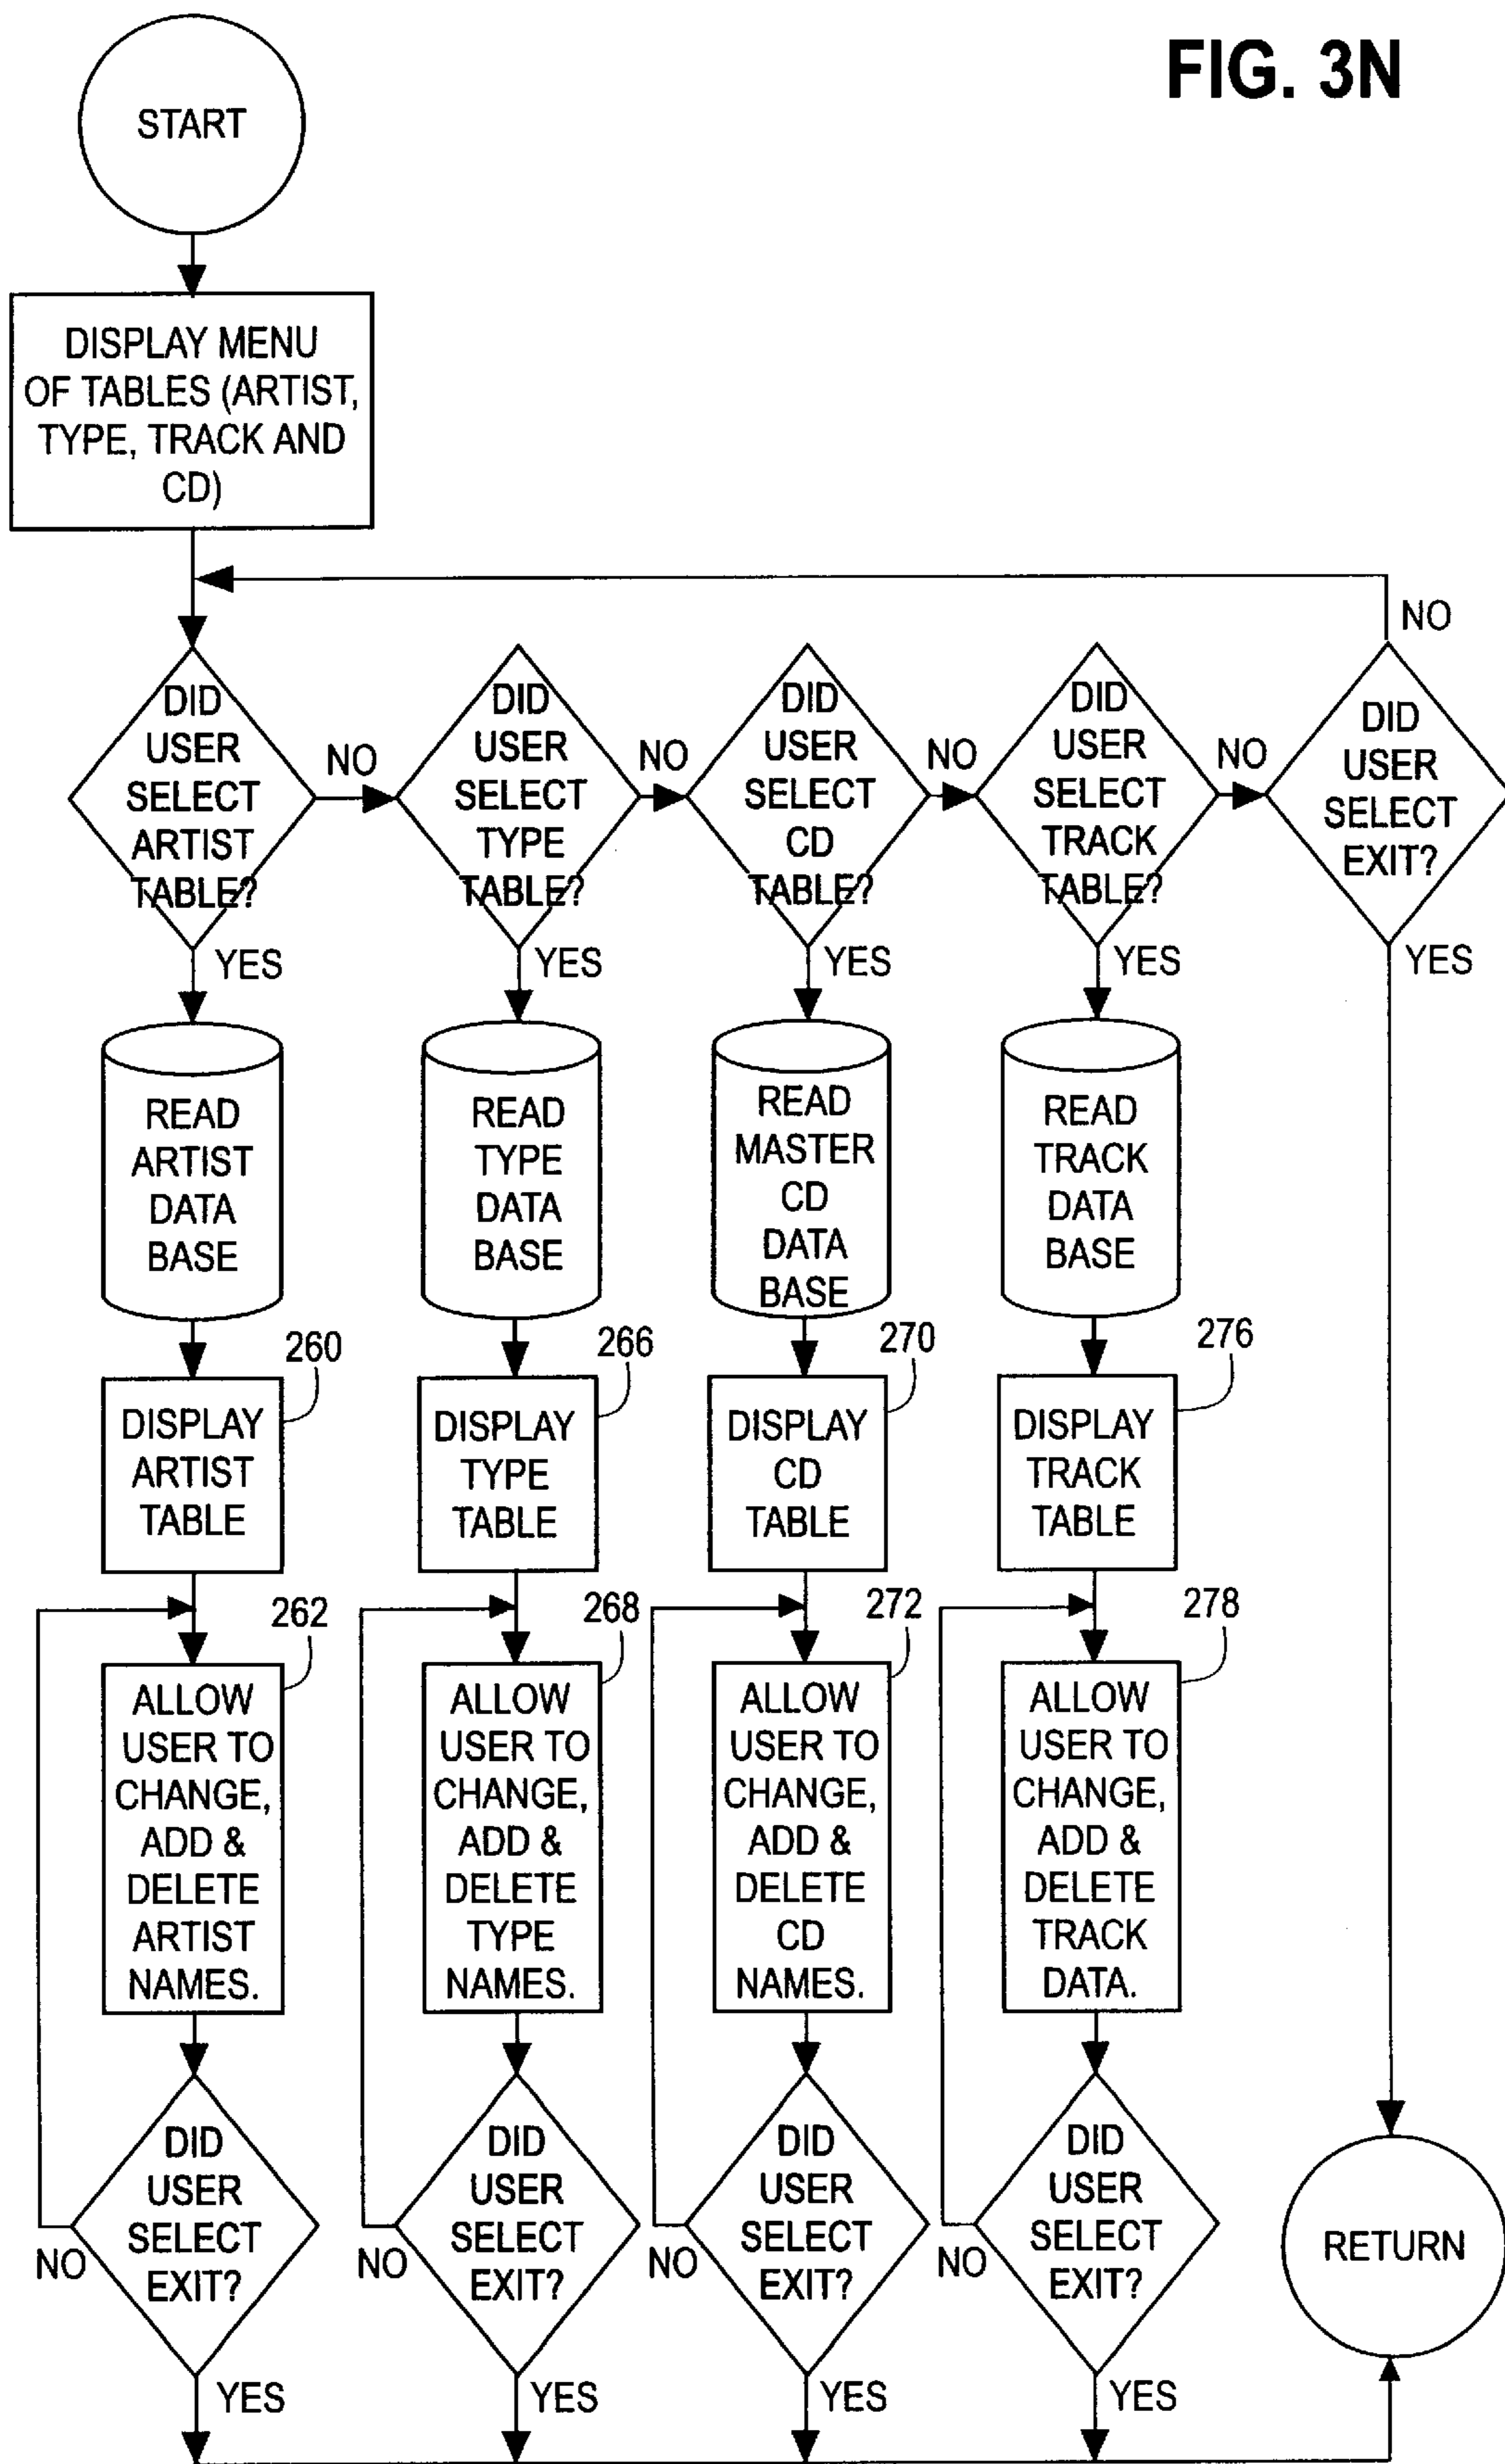 FIG. 3N
START
DISPLAY MENU
OF TABLES (ARTIST,
TYPE, TRACK AND
CD)
NO
DID
USER
SELECT
ARTIST
TABLE?
NO
DID
USER
SELECT
TYPE
TABLE?
NO
DID
USER
SELECT
CD
TABLE?
NO
DID
USER
SELECT
TRACK
TABLE?
NO
DID
USER
SELECT
EXIT?
YES
YES
YES
YES
YES
READ
ARTIST
DATA
BASE
READ
TYPE
DATA
BASE
READ
MASTER
CD
DATA
BASE
READ
TRACK
DATA
BASE
260
DISPLAY
ARTIST
TABLE
266
DISPLAY
TYPE
TABLE
270
DISPLAY
CD
TABLE
276
DISPLAY
TRACK
TABLE
262
ALLOW
USER TO
CHANGE,
ADD &
DELETE
ARTIST
NAMES.
268
ALLOW
USER TO
CHANGE,
ADD &
DELETE
TYPE
NAMES.
272
ALLOW
USER TO
CHANGE,
ADD &
DELETE
CD
NAMES.
278
ALLOW
USER TO
CHANGE,
ADD &
DELETE
TRACK
DATA.
DID
USER
SELECT
EXIT?
NO
YES
DID
USER
SELECT
EXIT?
NO
YES
DID
USER
SELECT
EXIT?
NO
YES
DID
USER
SELECT
EXIT?
NO
YES
RETURN